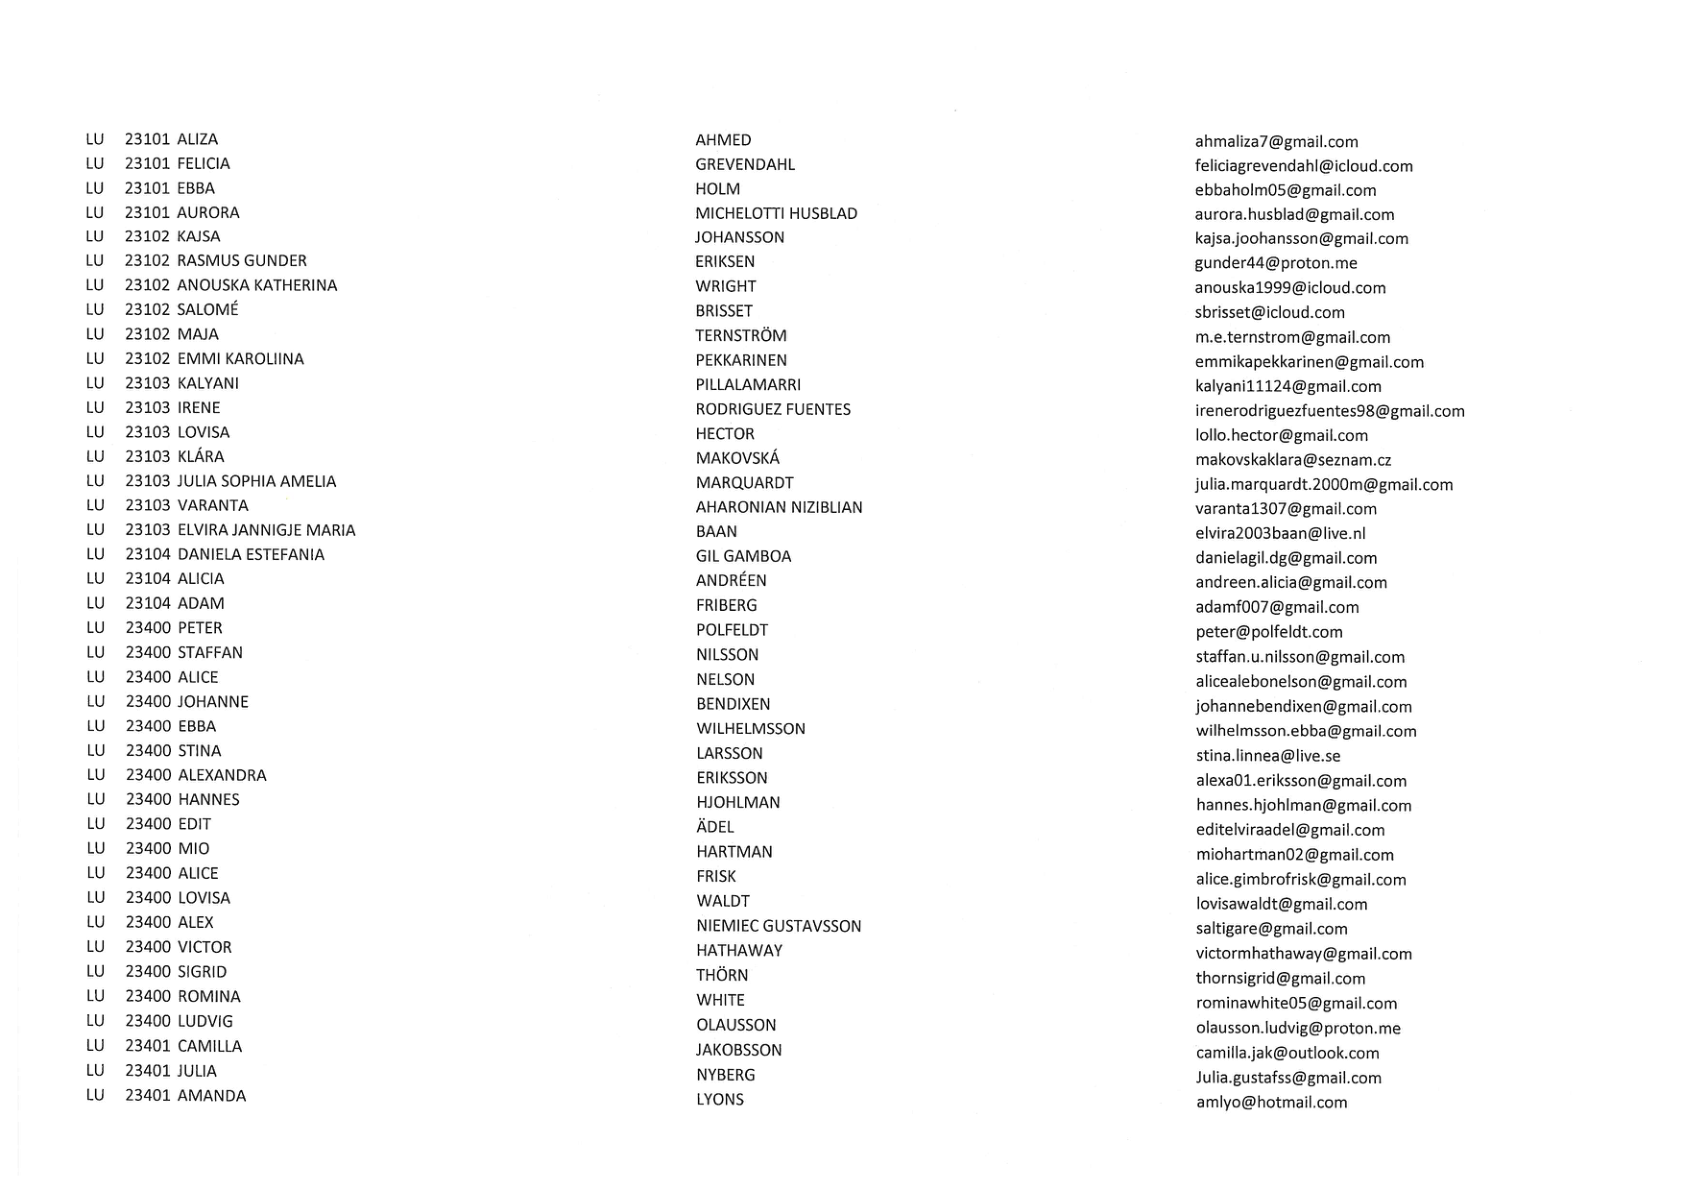 LU 23101 ALIZA AHMED ahmaliza7@gmail.com
LU 23101 FELICIA GREVENDAHL feliciagrevendahl@icloud.com
LU 23101 EBBA HOLM ebbaholm05@gmail.com
LU 23101 AURORA MICHELOTTI HUSBLAD aurora.husblad@gmail.com
LU 23102 KAJSA JOHANSSON kajsa.joohansson@gmail.com
LU 23102 RASMUS GUNDER ERIKSEN gunder44@proton.me
LU 23102 ANOUSKA KATHERINA WRIGHT anouska1999@icloud.com
LU 23102 SALOMÉ BRISSET sbrisset@icloud.com
LU 23102 MAJA TERNSTRÖM m.e.ternstrom@gmail.com
LU 23102 EMMI KAROLIINA PEKKARINEN emmikapekkarinen@gmail.com
LU 23103 KALYANI PILLALAMARRI kalyani11124@gmail.com
LU 23103 IRENE RODRIGUEZ FUENTES irenerodriguezfuentes98@gmail.com
LU 23103 LOVISA HECTOR lollo.hector@gmail.com
LU 23103 KLÁRA MAKOVSKÁ makovskaklara@seznam.cz
LU 23103 JULIA SOPHIA AMELIA MARQUARDT julia.marquardt.2000m@gmail.com
LU 23103 VARANTA AHARONIAN NIZIBLIAN varanta1307@gmail.com
LU 23103 ELVIRA JANNIGJE MARIA BAAN elvira2003baan@live.nl
LU 23104 DANIELA ESTEFANIA GIL GAMBOA danielagil.dg@gmail.com
LU 23104 ALICIA ANDRÉEN andreen.alicia@gmail.com
LU 23104 ADAM FRIBERG adamf007@gmail.com
LU 23400 PETER POLFELDT peter@polfeldt.com
LU 23400 STAFFAN NILSSON staffan.u.nilsson@gmail.com
LU 23400 ALICE NELSON alicealebonelson@gmail.com
LU 23400 JOHANNE BENDIXEN johannebendixen@gmail.com
LU 23400 EBBA WILHELMSSON wilhelmsson.ebba@gmail.com
LU 23400 STINA LARSSON stina.linnea@live.se
LU 23400 ALEXANDRA ERIKSSON alexa01.eriksson@gmail.com
LU 23400 HANNES HJOHLMAN hannes.hjohlman@gmail.com
LU 23400 EDIT ÄDEL editelviraadel@gmail.com
LU 23400 MIO HARTMAN miohartman02@gmail.com
LU 23400 ALICE FRISK alice.gimbrofrisk@gmail.com
LU 23400 LOVISA WALDT lovisawaldt@gmail.com
LU 23400 ALEX NIEMIEC GUSTAVSSON saltigare@gmail.com
LU 23400 VICTOR HATHAWAY victormhathaway@gmail.com
LU 23400 SIGRID THÖRN thornsigrid@gmail.com
LU 23400 ROMINA WHITE rominawhite05@gmail.com
LU 23400 LUDVIG OLAUSSON olausson.ludvig@proton.me
LU 23401 CAMILLA JAKOBSSON camilla.jak@outlook.com
LU 23401 JULIA NYBERG Julia.gustafss@gmail.com
LU 23401 AMANDA LYONS amlyo@hotmail.com